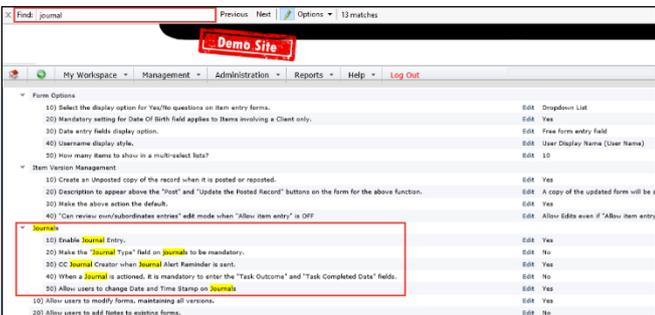 X Find: journal Previous Next Options 13 matches
Demo Site
My Workspace Management Administration Reports Help Log Out
Form Options
10) Select the display option for Yes/No questions on item entry forms. Edit Dropdown List
20) Mandatory setting for Date Of Birth field applies to Items involving a Client only. Edit Yes
30) Date entry fields display option. Edit Free form entry field
40) Username display style. Edit User Display Name (User Name)
50) How many items to show in a multi-select lists? Edit 10
Item Version Management
10) Create an Unposted copy of the record when it is posted or reposted. Edit Yes
20) Description to appear above the "Post" and "Update the Posted Record" buttons on the form for the above function. Edit A copy of the updated form will be
30) Make the above action the default. Edit Yes
40) "Can review own/subordinates entries" edit mode when "Allow item entry" is OFF Edit Allow Edits even if "Allow item entry
Journals
10) Enable Journal Entry. Edit Yes
20) Make the "Journal Type" field on journals to be mandatory. Edit No
30) CC Journal Creator when Journal Alert Reminder is sent. Edit Yes
40) When a Journal is actioned, it is mandatory to enter the "Task Outcome" and "Task Completed Date" fields. Edit No
50) Allow users to change Date and Time Stamp on Journals Edit Yes
10) Allow users to modify forms, maintaining all versions. Edit Yes
20) Allow users to add Notes to existing forms. Edit No